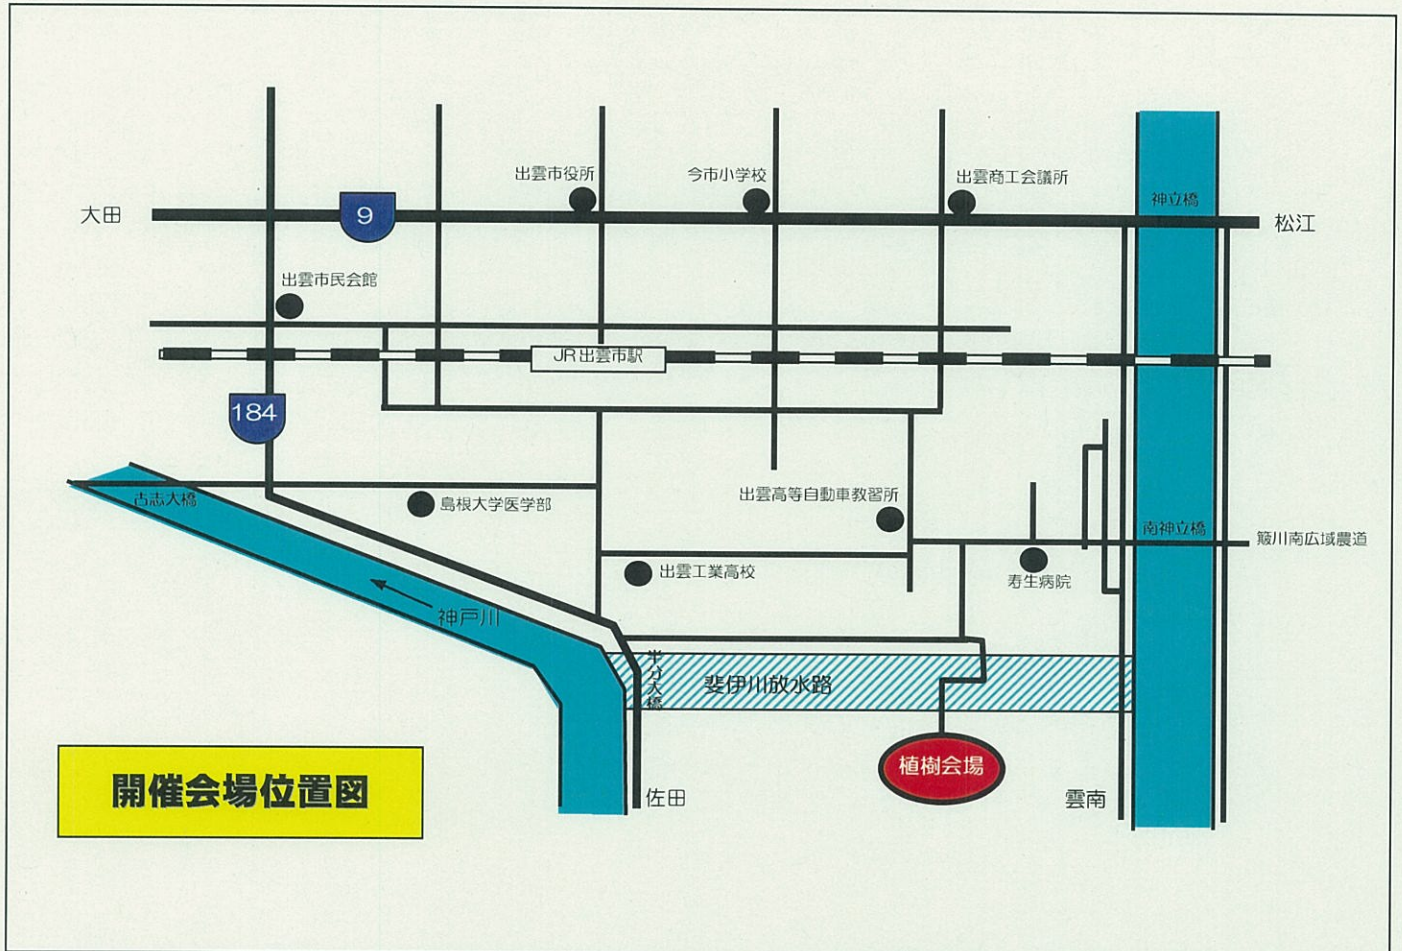 出雲市役所
今市小学校
出雲商工会議所
神立橋
大田
9
松江
出雲市民会館
JR出雲市駅
184
古志大橋
島根大学医学部
出雲高等自動車教習所
南神立橋
簸川南広域農道
出雲工業高校
寿生病院
神戸川
半分大橋
斐伊川放水路
植樹会場
開催会場位置図
佐田
雲南